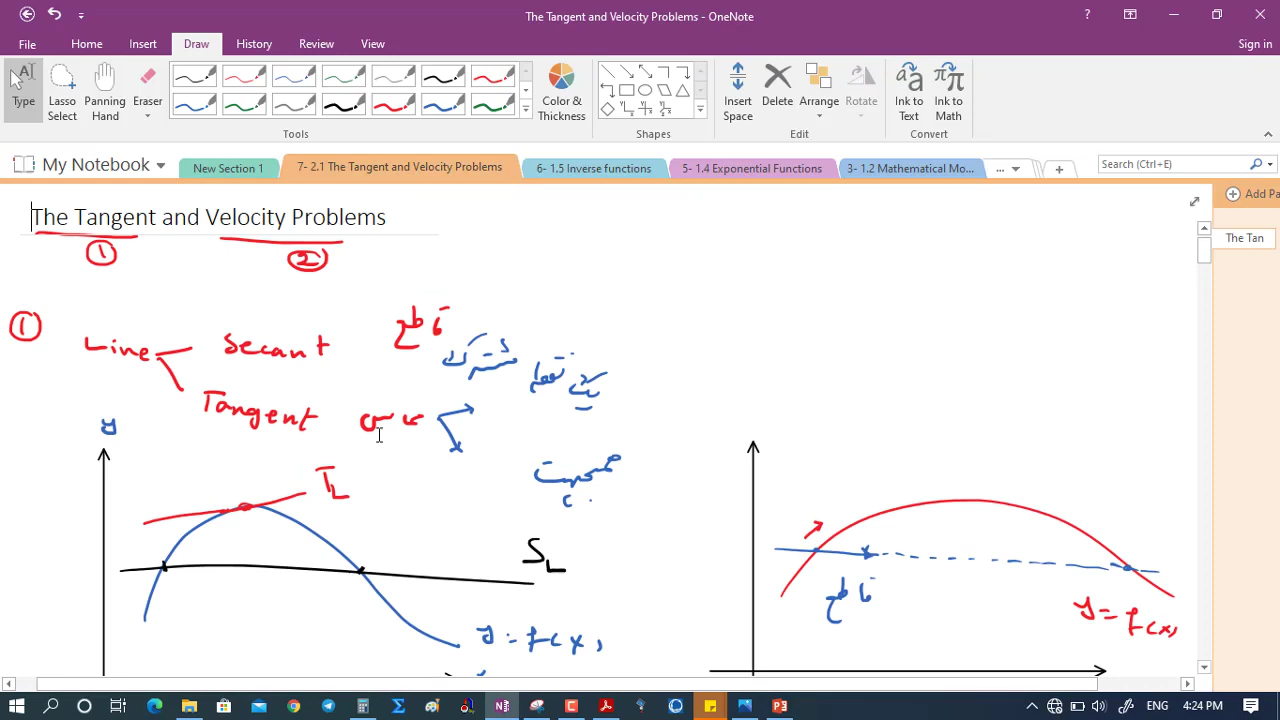 The Tangent and Velocity Problems - OneNote
?
File
Home
Insert
Draw
History
Review
View
Sign in
Type
Lasso Select
Panning Hand
Eraser
Color & Thickness
Insert Space
Delete
Arrange
Rotate
Ink to Text
Ink to Math
Tools
Shapes
Edit
Convert
My Notebook
New Section 1
7- 2.1 The Tangent and Velocity Problems
6- 1.5 Inverse functions
5- 1.4 Exponential Functions
3- 1.2 Mathematical Mo...
...
Search (Ctrl+E)
Add Pa
The Tan
The Tangent and Velocity Problems
1
2
1
Line
Secant
قاطع
Tangent
مماس
مشترك
نقطة
y
TL
SL
y = f(x)
قاطع
y = f(x)
ENG
4:24 PM